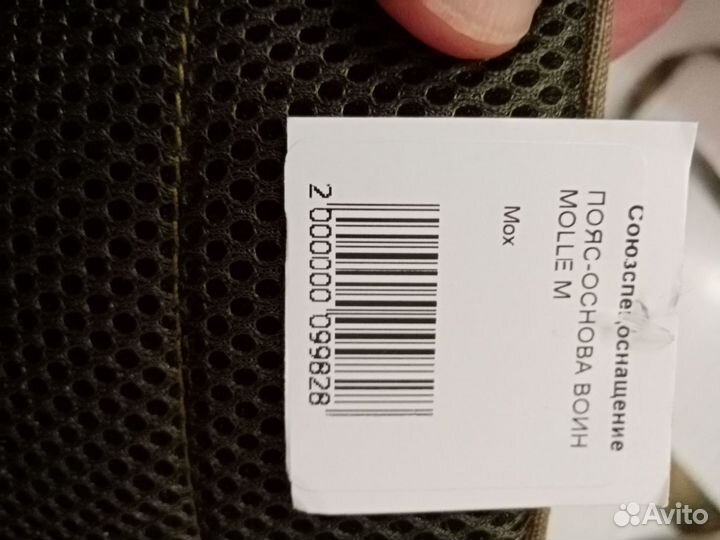 Союзспецоснащение
ПОЯС-ОСНОВА ВОИН
MOLLE M
Мох
2 000000 099828
Avito